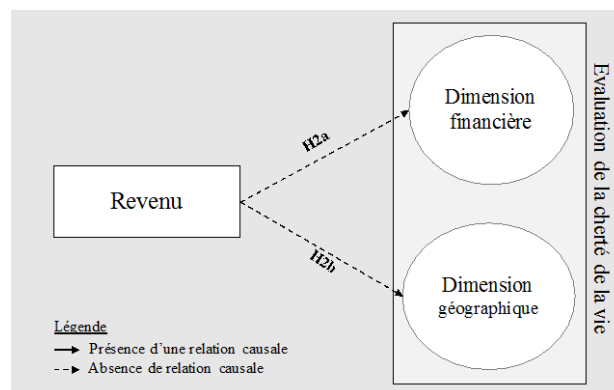 Revenu
H2a
H2b
Dimension
financière
Dimension
géographique
Evaluation de la cherté de la vie
Légende
Présence d'une relation causale
Absence de relation causale